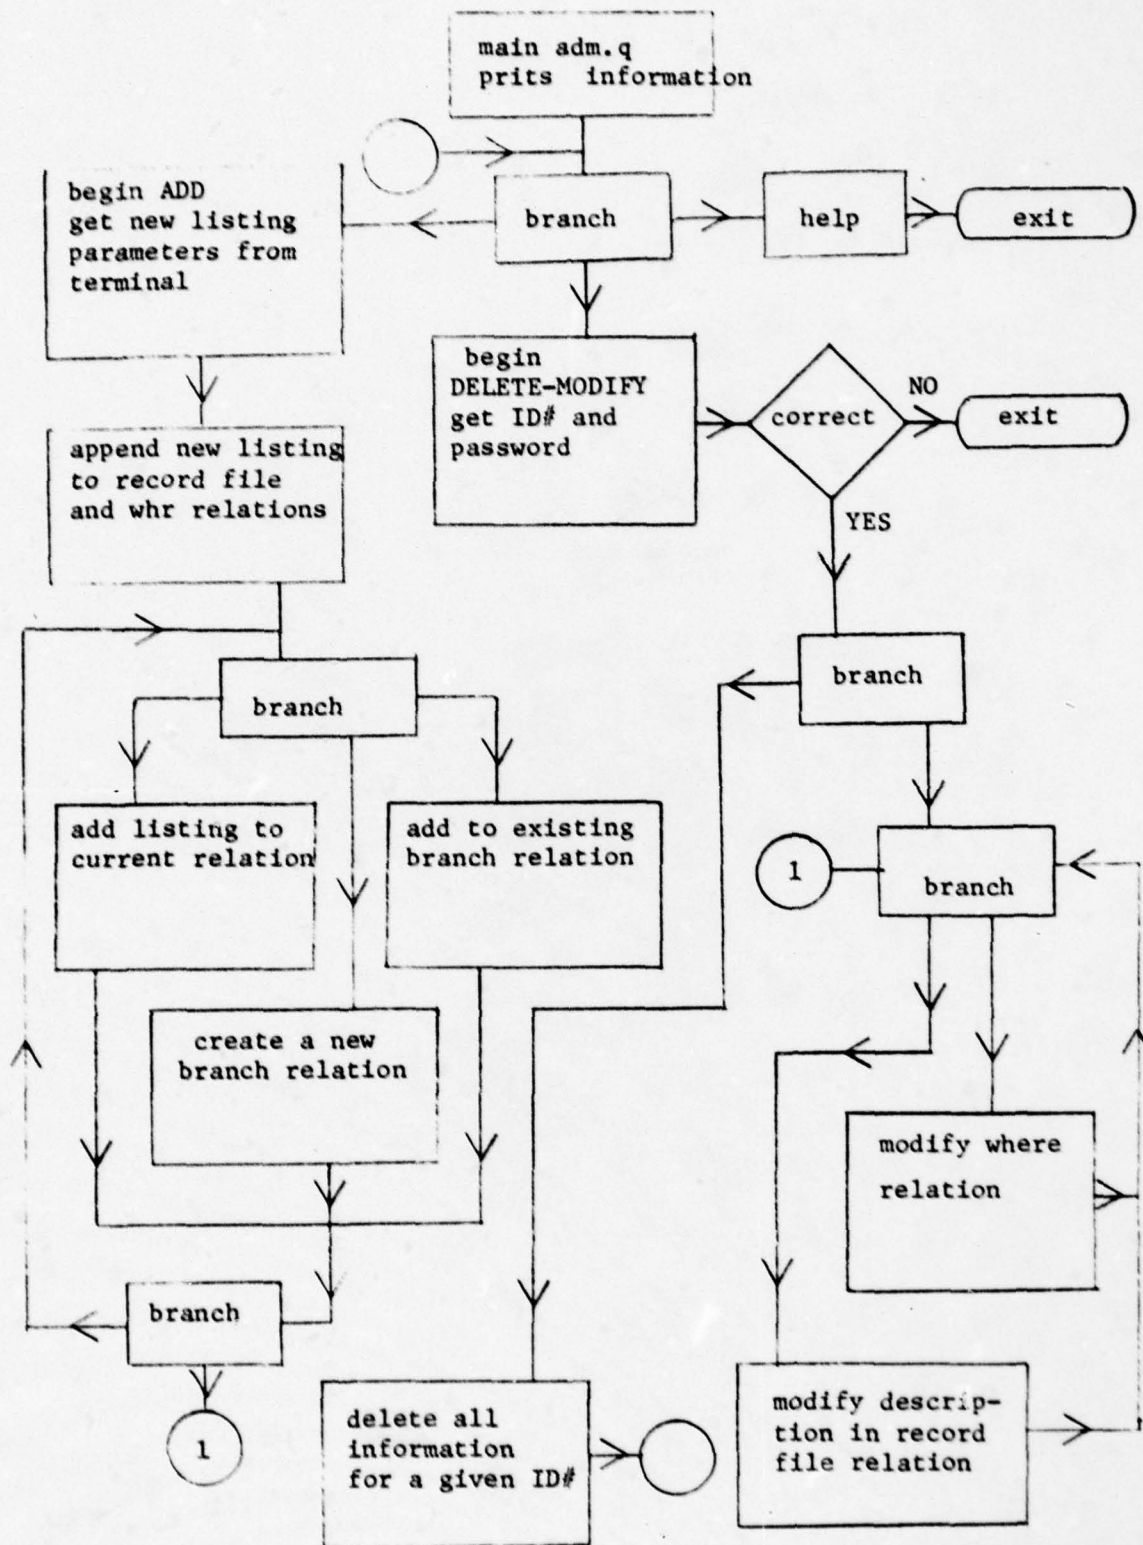 main adm.q
prits information
begin ADD
get new listing
parameters from
terminal
branch
help
exit
begin
DELETE-MODIFY
get ID# and
password
correct
NO
exit
YES
append new listing
to record file
and whr relations
branch
branch
add listing to
current relation
add to existing
branch relation
1
branch
create a new
branch relation
modify where
relation
branch
1
delete all
information
for a given ID#
modify descrip-
tion in record
file relation